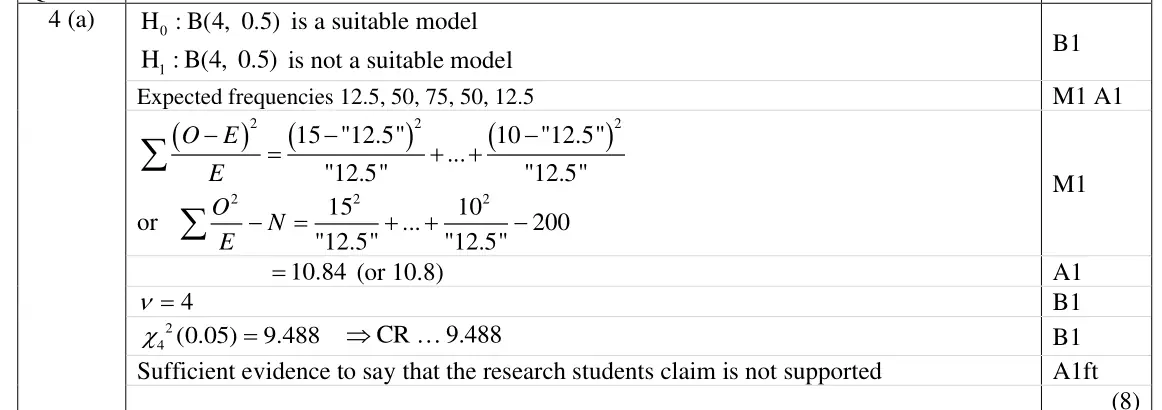 4 (a)
H₀ : B(4, 0.5) is a suitable model
H₁ : B(4, 0.5) is not a suitable model
B1
Expected frequencies 12.5, 50, 75, 50, 12.5
M1 A1
∑ (O − E)² / E = (15 − "12.5")² / "12.5" + ... + (10 − "12.5")² / "12.5"
or ∑ O² / E − N = 15² / "12.5" + ... + 10² / "12.5" − 200
M1
= 10.84 (or 10.8)
A1
ν = 4
B1
χ₄² (0.05) = 9.488 ⇒ CR … 9.488
B1
Sufficient evidence to say that the research students claim is not supported
A1ft
(8)